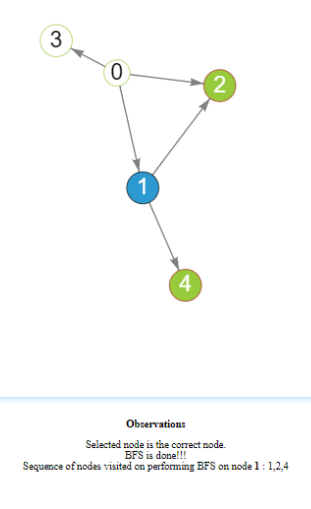 3
0
2
1
4
Observations
Selected node is the correct node.
BFS is done!!!
Sequence of nodes visited on performing BFS on node 1 : 1,2,4